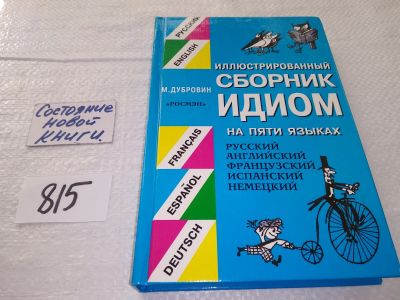 Состояние
новой
книги.
815
РУССКИЙ
ENGLISH
FRANÇAIS
ESPAÑOL
DEUTSCH
ИЛЛЮСТРИРОВАННЫЙ
СБОРНИК
ИДИОМ
НА ПЯТИ ЯЗЫКАХ
М.ДУБРОВИН
«РОСМЭН»
РУССКИЙ
АНГЛИЙСКИЙ
ФРАНЦУЗСКИЙ
ИСПАНСКИЙ
НЕМЕЦКИЙ